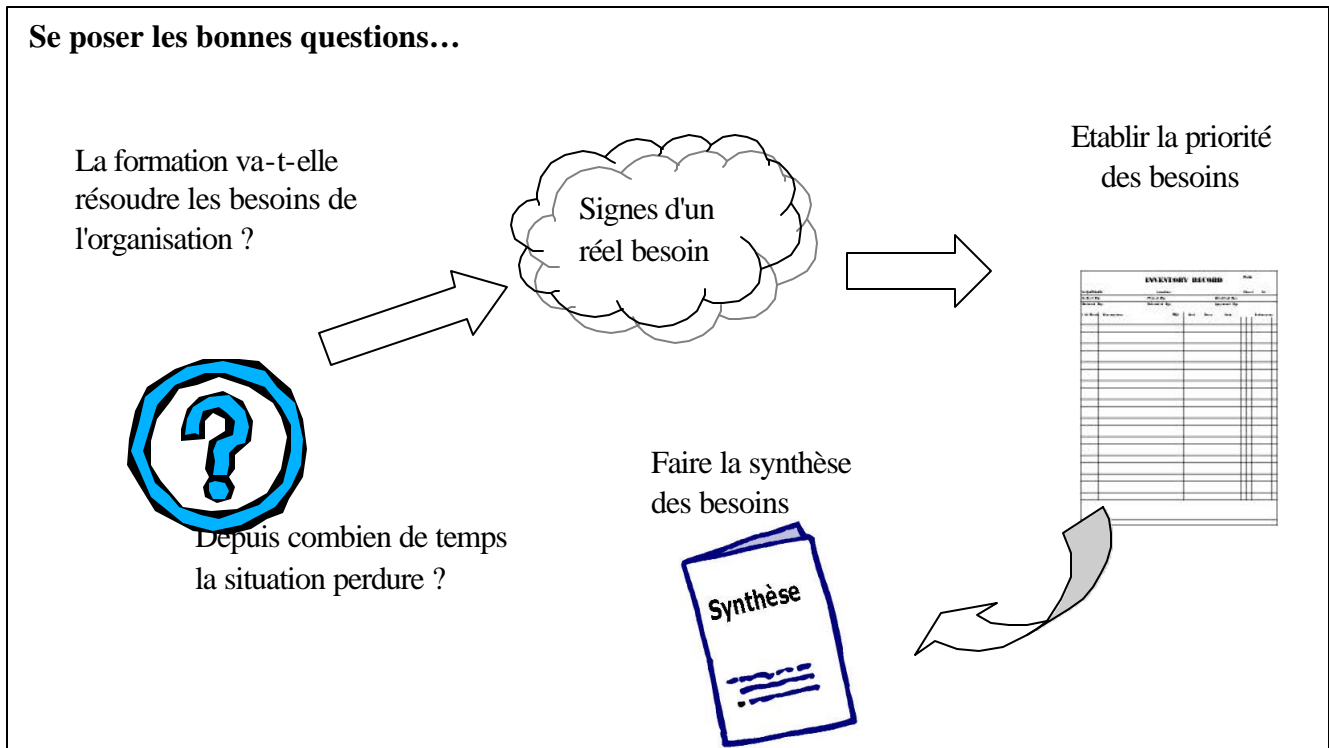 Se poser les bonnes questions…
La formation va-t-elle
résoudre les besoins de
l'organisation ?
Signes d'un
réel besoin
Etablir la priorité
des besoins
INVENTORY RECORD
Depuis combien de temps
la situation perdure ?
Faire la synthèse
des besoins
Synthèse